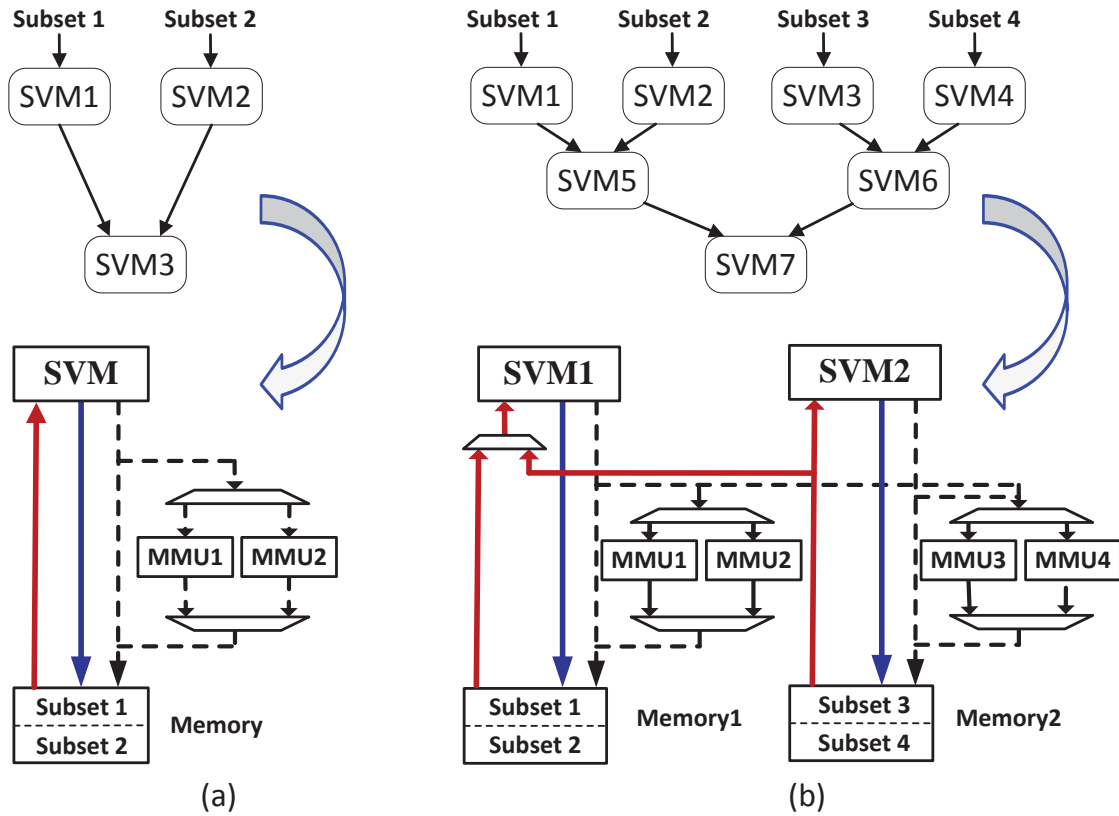 Subset 1 Subset 2
SVM1 SVM2
SVM3
SVM
MMU1 MMU2
Subset 1
Subset 2
Memory
(a)
Subset 1 Subset 2 Subset 3 Subset 4
SVM1 SVM2 SVM3 SVM4
SVM5 SVM6
SVM7
SVM1 SVM2
MMU1 MMU2 MMU3 MMU4
Subset 1
Subset 2
Memory1
Subset 3
Subset 4
Memory2
(b)